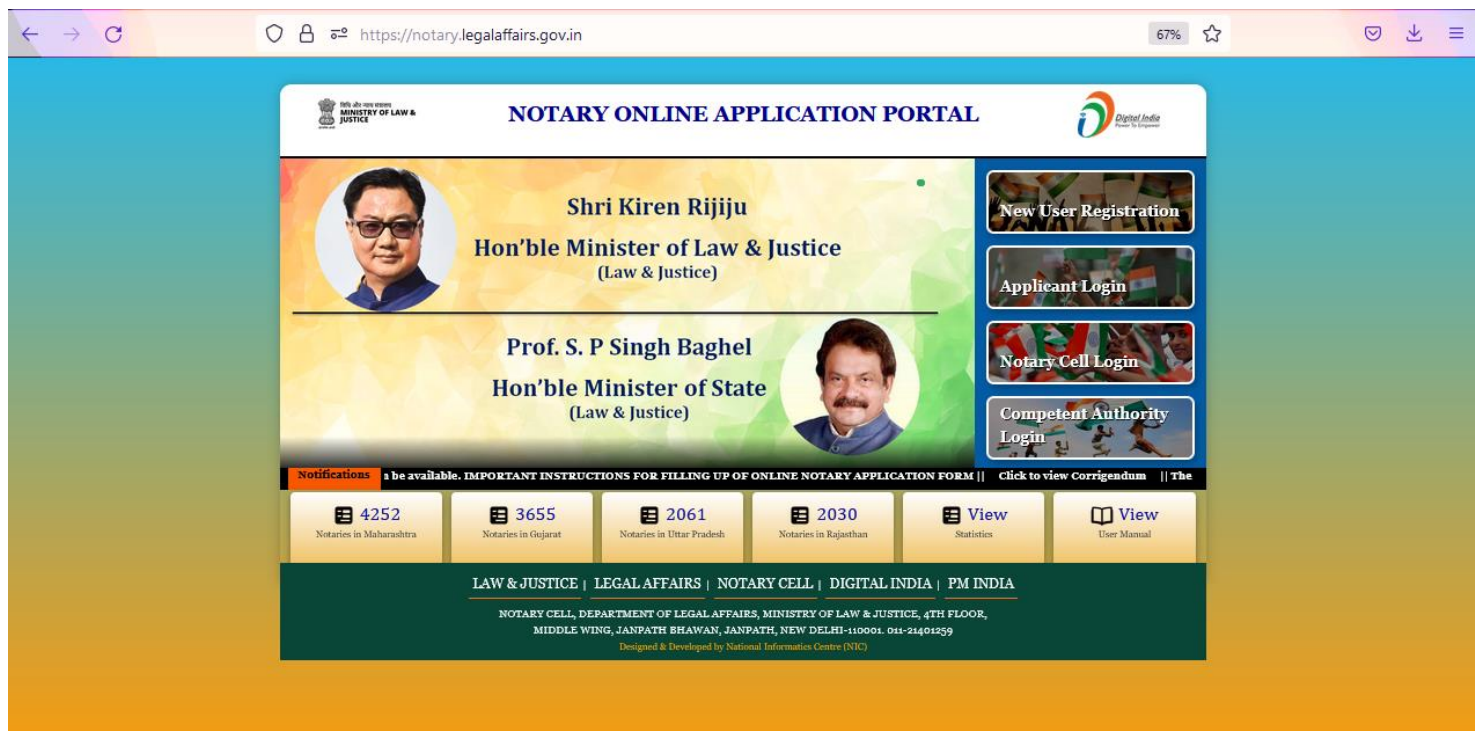 https://notary.legalaffairs.gov.in
67%
विधि और न्याय मंत्रालय
MINISTRY OF LAW &
JUSTICE
NOTARY ONLINE APPLICATION PORTAL
Digital India
Power To Empower
Shri Kiren Rijiju
Hon'ble Minister of Law & Justice
(Law & Justice)
Prof. S. P Singh Baghel
Hon'ble Minister of State
(Law & Justice)
New User Registration
Applicant Login
Notary Cell Login
Competent Authority
Login
Notifications be available. IMPORTANT INSTRUCTIONS FOR FILLING UP OF ONLINE NOTARY APPLICATION FORM || Click to view Corrigendum || The
4252
Notaries in Maharashtra
3655
Notaries in Gujarat
2061
Notaries in Uttar Pradesh
2030
Notaries in Rajasthan
View
Statistics
View
User Manual
LAW & JUSTICE | LEGAL AFFAIRS | NOTARY CELL | DIGITAL INDIA | PM INDIA
NOTARY CELL, DEPARTMENT OF LEGAL AFFAIRS, MINISTRY OF LAW & JUSTICE, 4TH FLOOR,
MIDDLE WING, JANPATH BHAWAN, JANPATH, NEW DELHI-110001. 011-21401259
Designed & Developed by National Informatics Centre (NIC)